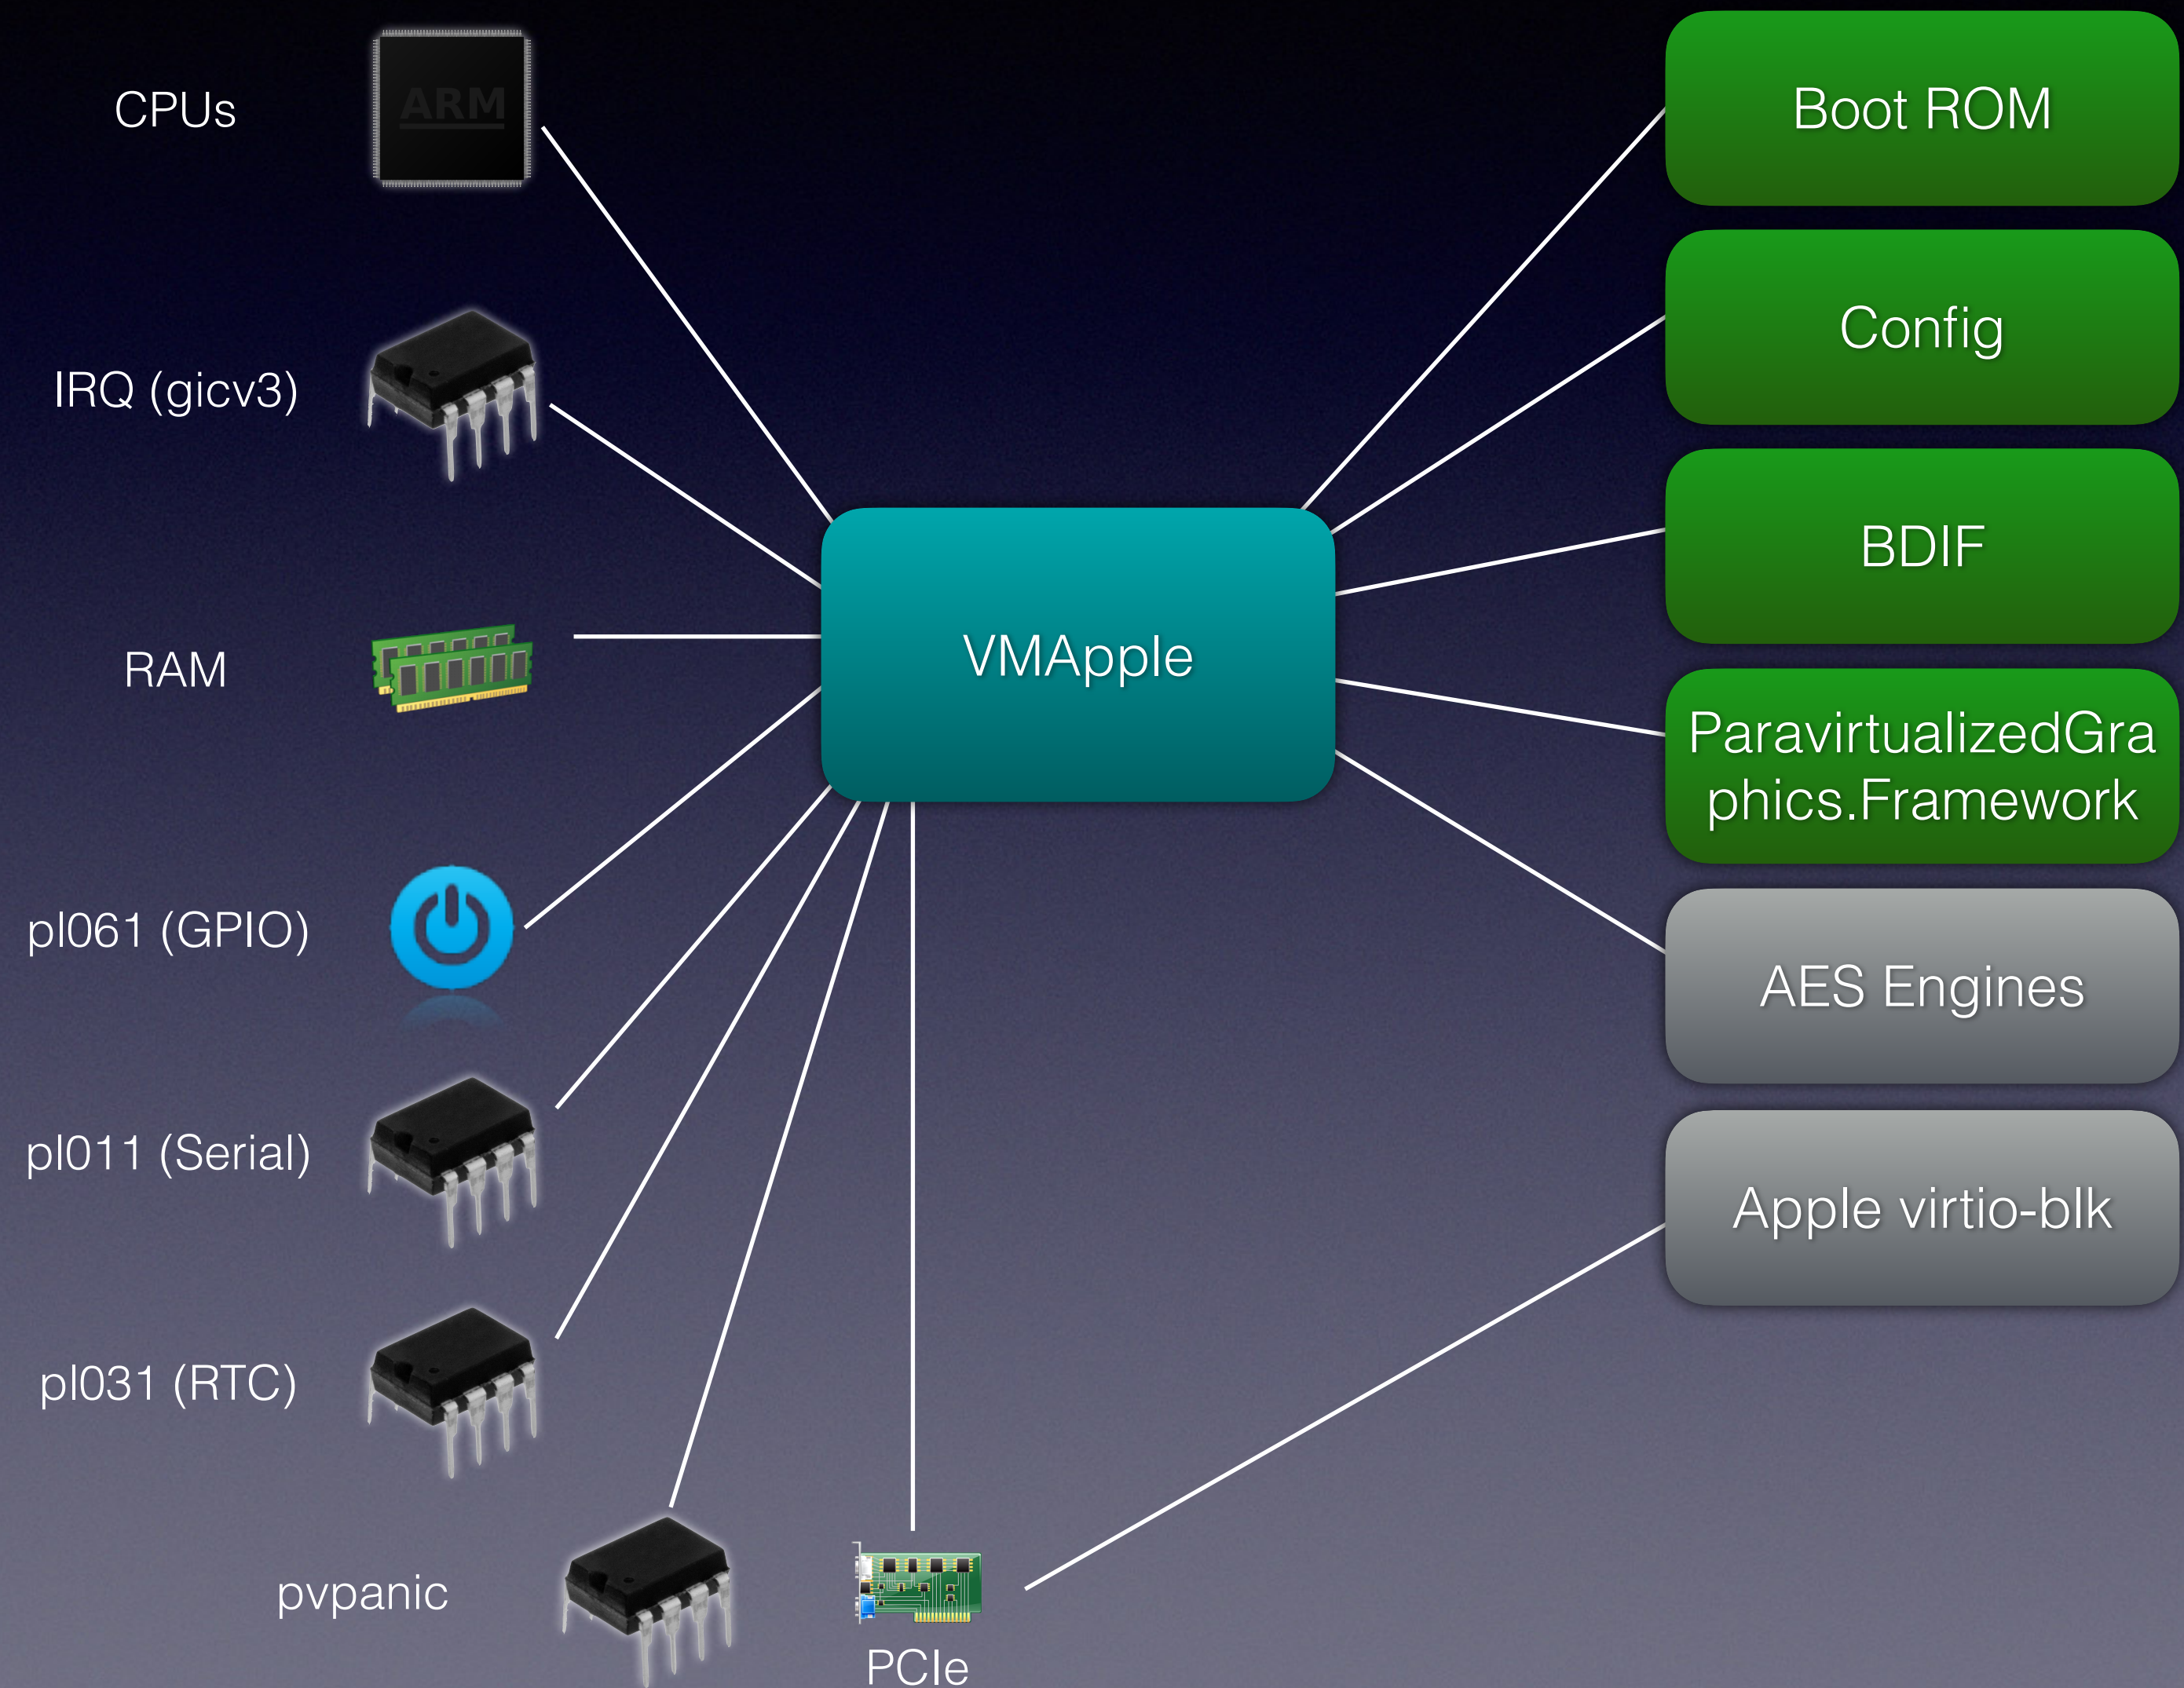 CPUs
ARM
Boot ROM
IRQ (gicv3)
Config
BDIF
RAM
VMApple
ParavirtualizedGra
phics.Framework
pl061 (GPIO)
AES Engines
pl011 (Serial)
Apple virtio-blk
pl031 (RTC)
pvpanic
PCIe